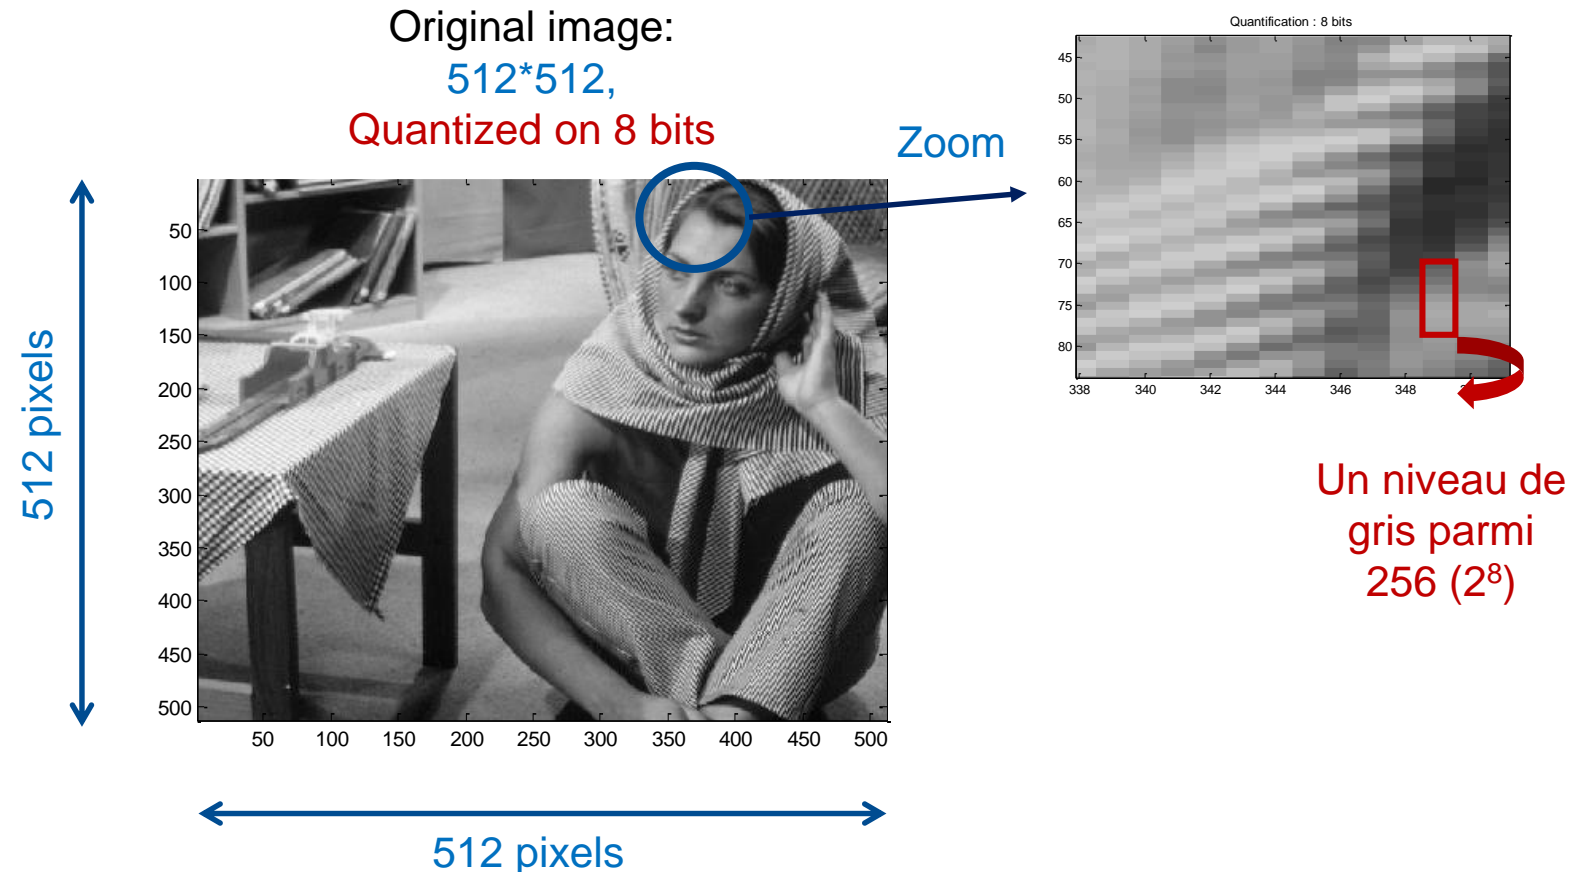 Original image:
512*512,
Quantized on 8 bits
Zoom
Quantification : 8 bits
45
50
55
60
65
70
75
80
338 340 342 344 346 348
512 pixels
50
100
150
200
250
300
350
400
450
500
50 100 150 200 250 300 350 400 450 500
512 pixels
Un niveau de
gris parmi
256 (2⁸)